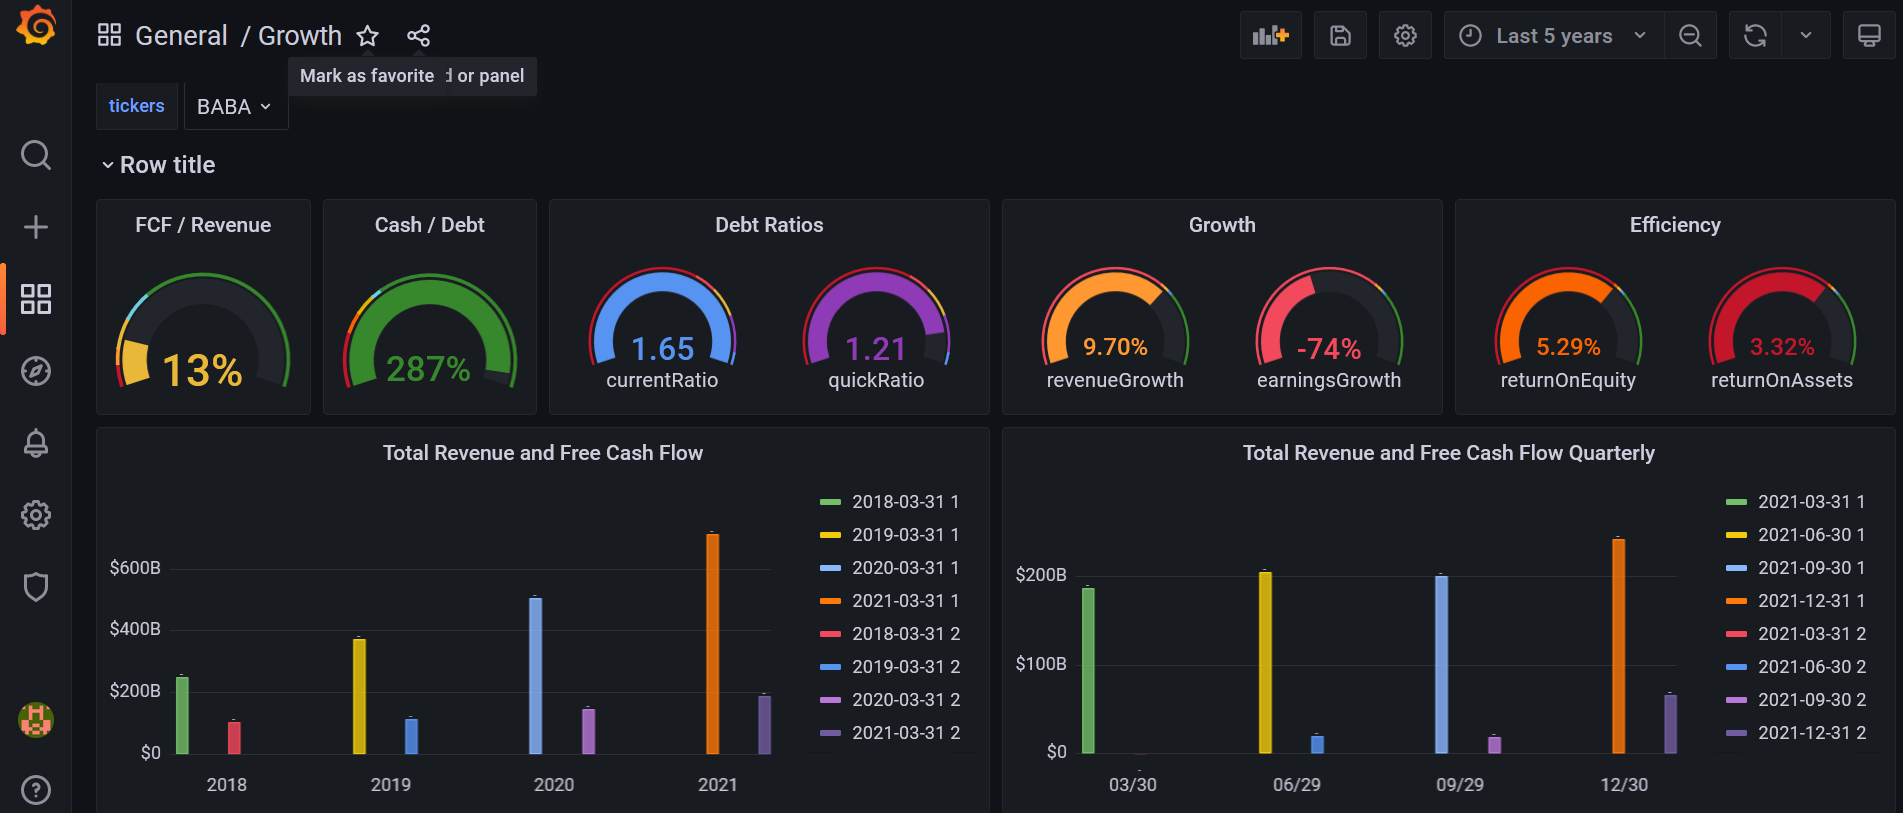 General / Growth
Last 5 years
Mark as favorite d or panel
tickers
BABA
Row title
FCF / Revenue
13%
Cash / Debt
287%
Debt Ratios
1.65
currentRatio
1.21
quickRatio
Growth
9.70%
revenueGrowth
-74%
earningsGrowth
Efficiency
5.29%
returnOnEquity
3.32%
returnOnAssets
Total Revenue and Free Cash Flow
$600B
$400B
$200B
$0
2018
2019
2020
2021
2018-03-31 1
2019-03-31 1
2020-03-31 1
2021-03-31 1
2018-03-31 2
2019-03-31 2
2020-03-31 2
2021-03-31 2
Total Revenue and Free Cash Flow Quarterly
$200B
$100B
$0
03/30
06/29
09/29
12/30
2021-03-31 1
2021-06-30 1
2021-09-30 1
2021-12-31 1
2021-03-31 2
2021-06-30 2
2021-09-30 2
2021-12-31 2